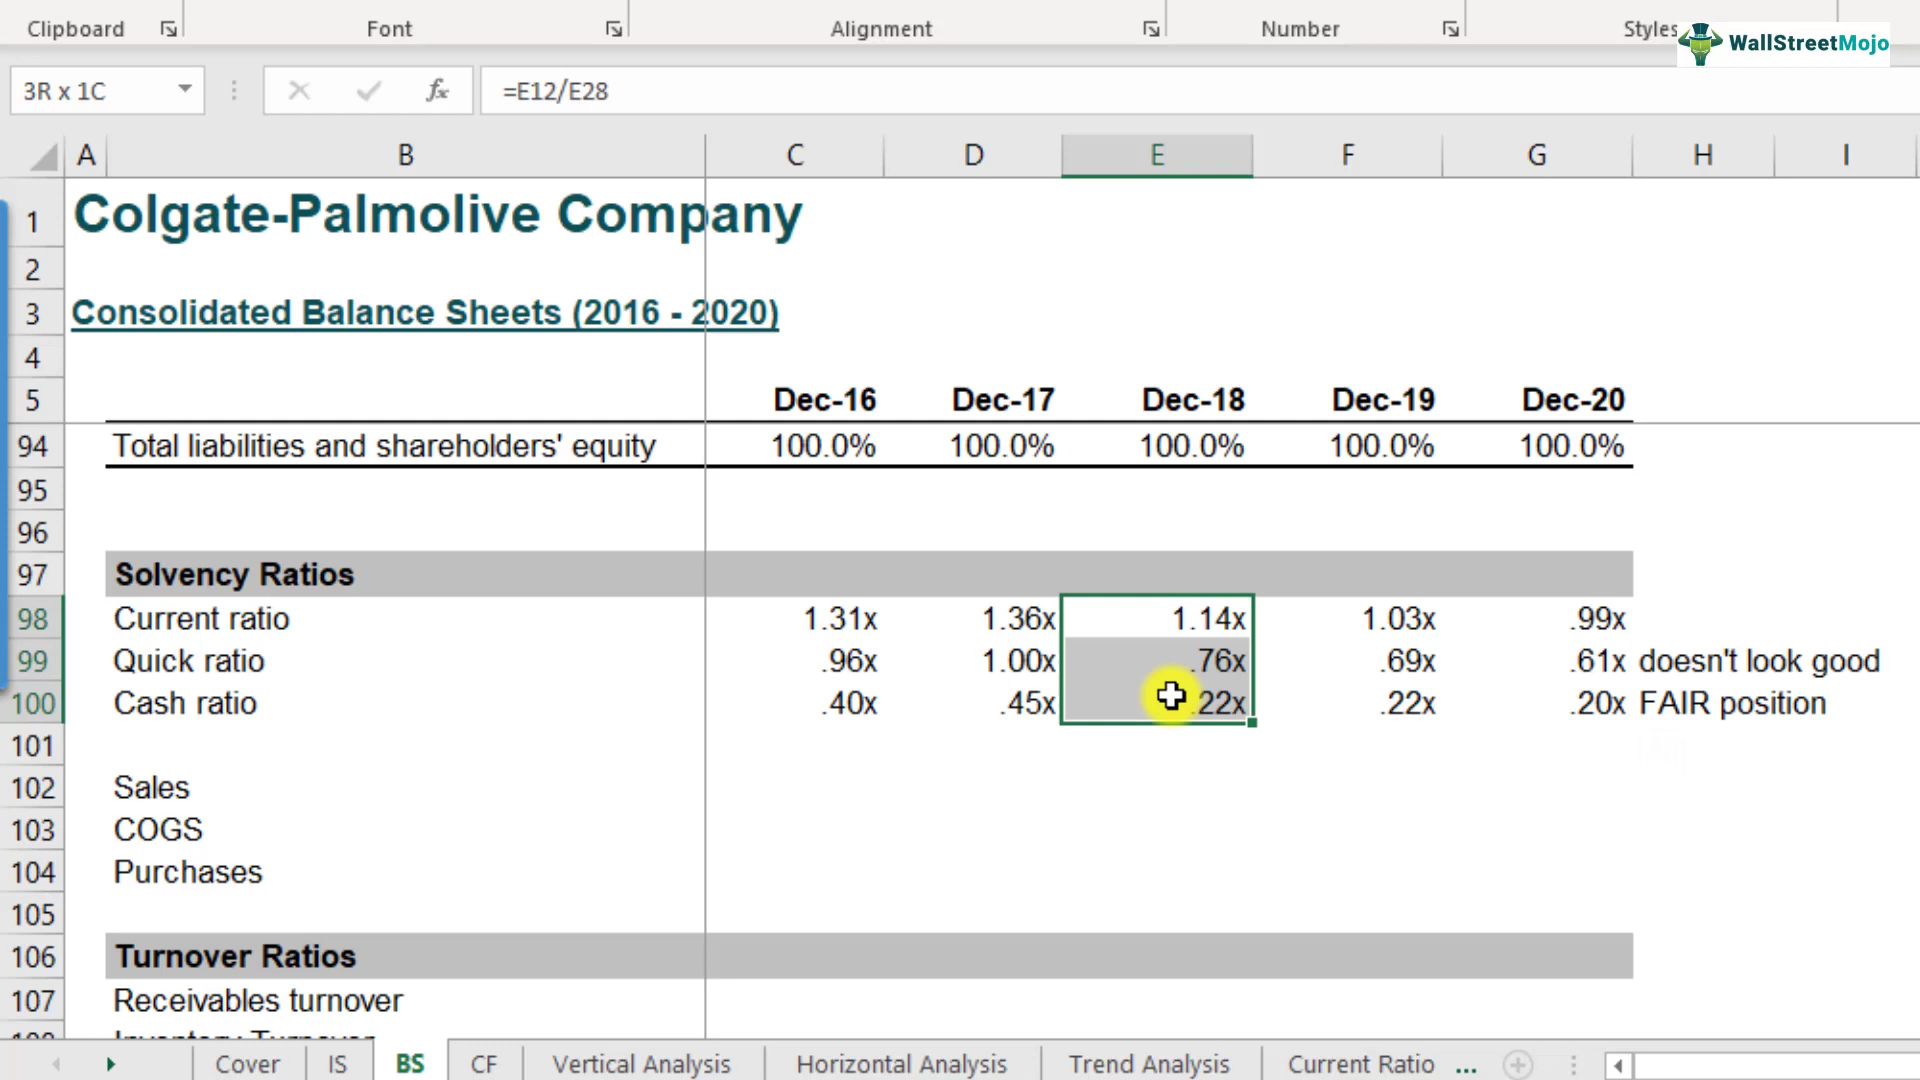 Clipboard Font Alignment Number Styles
WallStreetMojo
3R x 1C fx =E12/E28
A B C D E F G H I
1 Colgate-Palmolive Company
2
3 Consolidated Balance Sheets (2016 - 2020)
4
5 Dec-16 Dec-17 Dec-18 Dec-19 Dec-20
94 Total liabilities and shareholders' equity 100.0% 100.0% 100.0% 100.0% 100.0%
95
96
97 Solvency Ratios
98 Current ratio 1.31x 1.36x 1.14x 1.03x .99x
99 Quick ratio .96x 1.00x .76x .69x .61x doesn't look good
100 Cash ratio .40x .45x .22x .22x .20x FAIR position
101
102 Sales
103 COGS
104 Purchases
105
106 Turnover Ratios
107 Receivables turnover
Cover IS BS CF Vertical Analysis Horizontal Analysis Trend Analysis Current Ratio ...